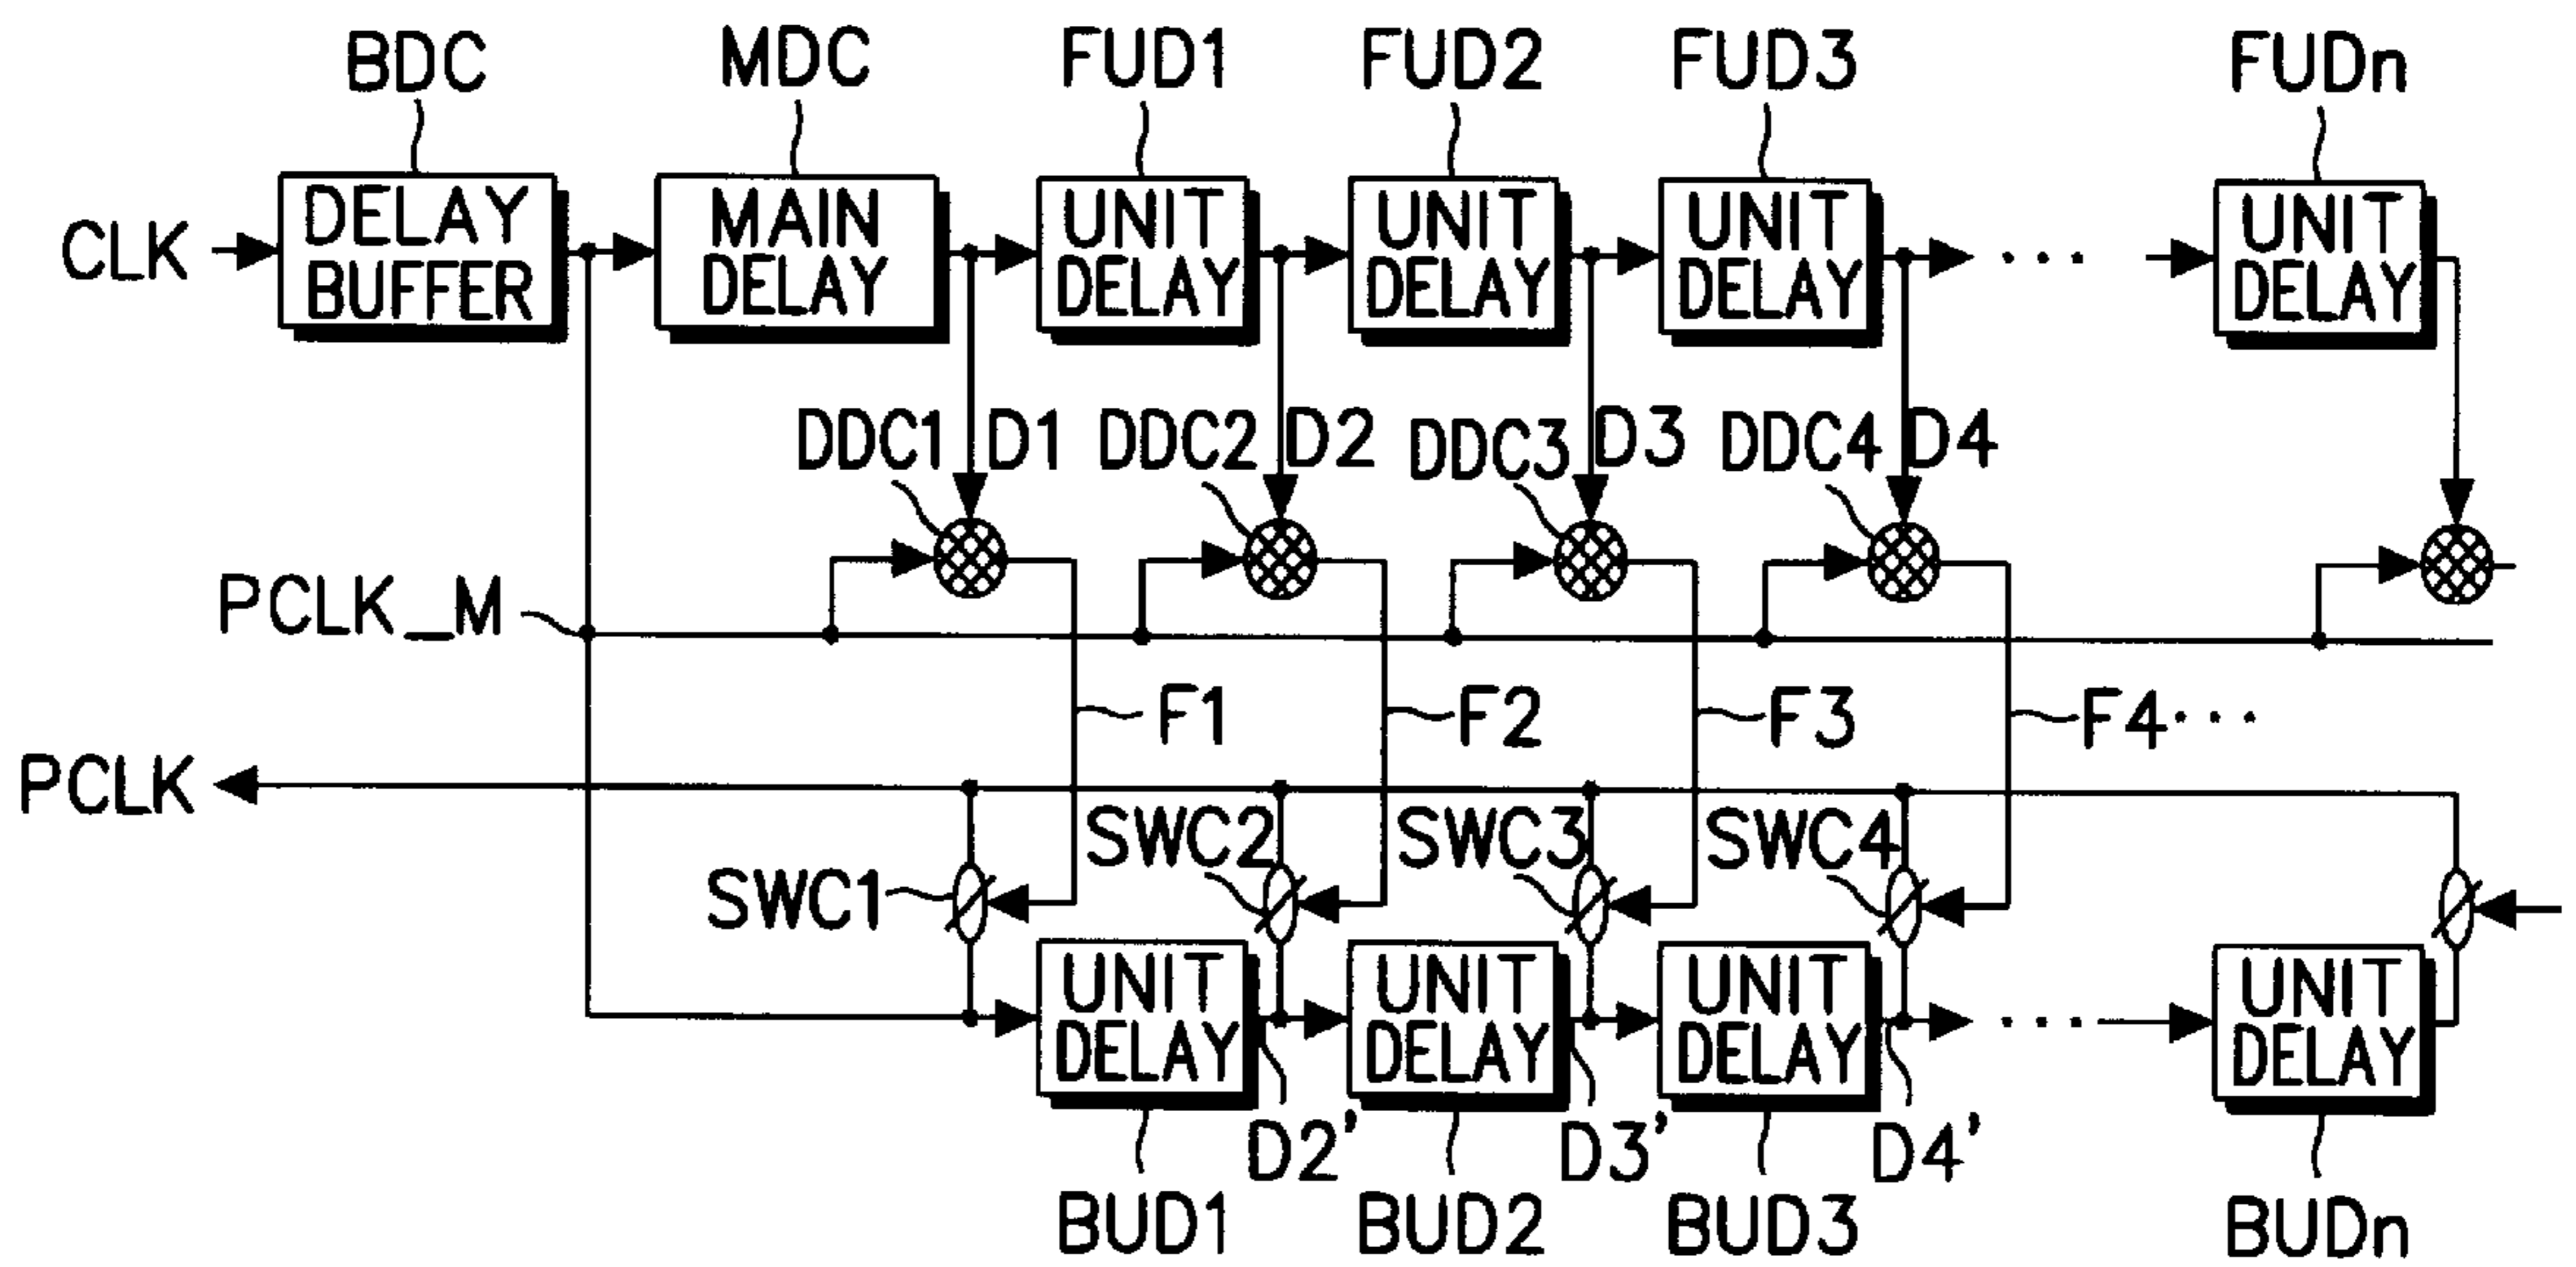 BDC MDC FUD1 FUD2 FUD3 FUDn
CLK
DELAY BUFFER
MAIN DELAY
UNIT DELAY
UNIT DELAY
UNIT DELAY
...
UNIT DELAY
DDC1 D1 DDC2 D2 DDC3 D3 DDC4 D4
PCLK_M
F1 F2 F3 F4 ...
PCLK
SWC1 SWC2 SWC3 SWC4
UNIT DELAY
UNIT DELAY
UNIT DELAY
...
UNIT DELAY
D2' D3' D4'
BUD1 BUD2 BUD3 BUDn